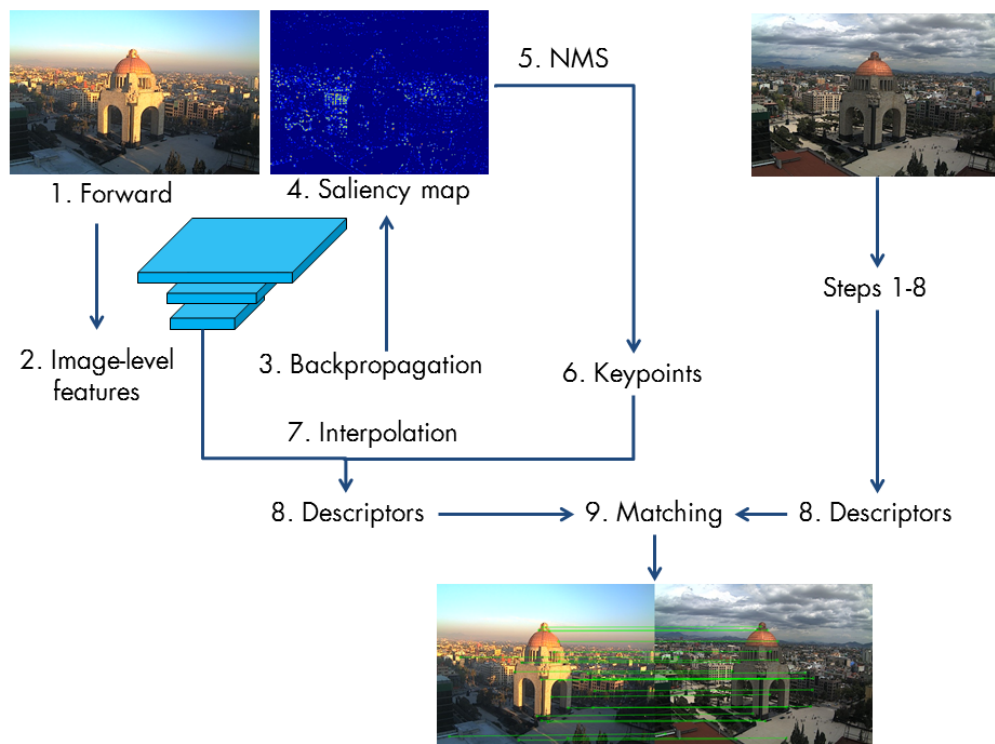 1. Forward
2. Image-level
features
3. Backpropagation
4. Saliency map
5. NMS
6. Keypoints
7. Interpolation
8. Descriptors
9. Matching
8. Descriptors
Steps 1-8